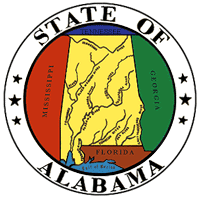 STATE OF
TENNESSEE
MISSISSIPPI
GEORGIA
FLORIDA
Gulf of Mexico
ALABAMA